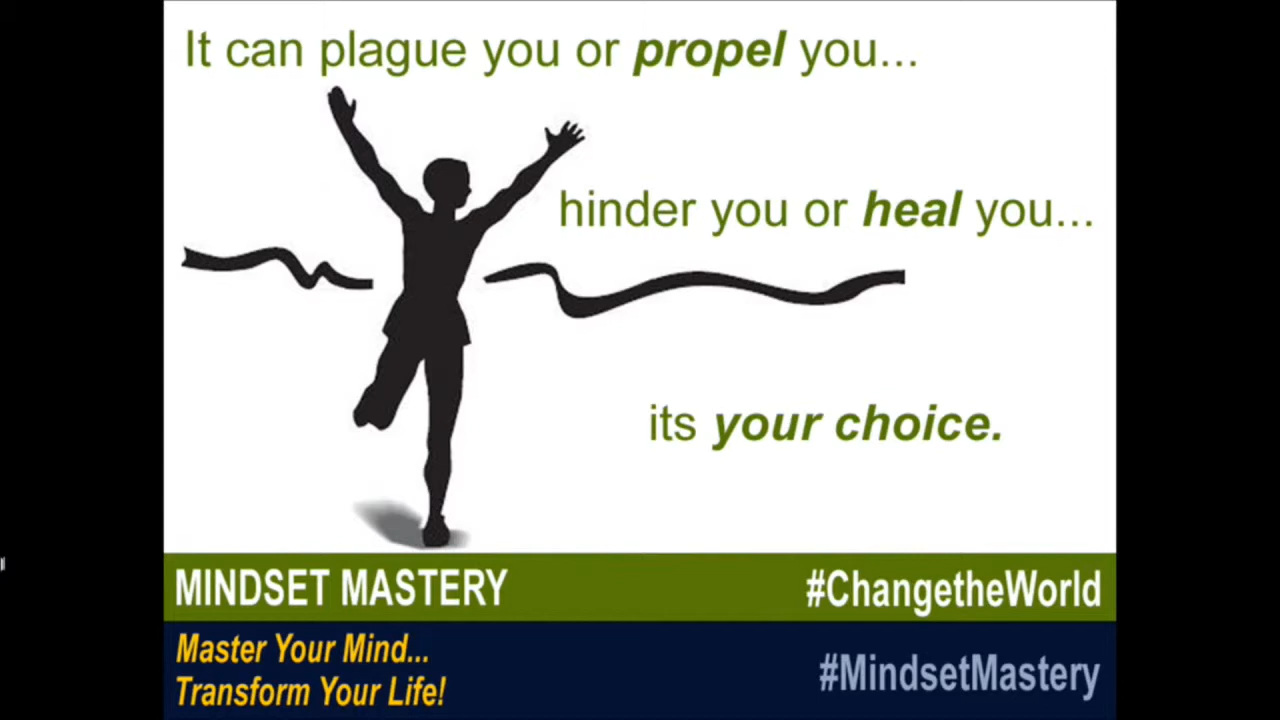 It can plague you or propel you...
hinder you or heal you...
its your choice.
MINDSET MASTERY
#ChangetheWorld
Master Your Mind...
Transform Your Life!
#MindsetMastery